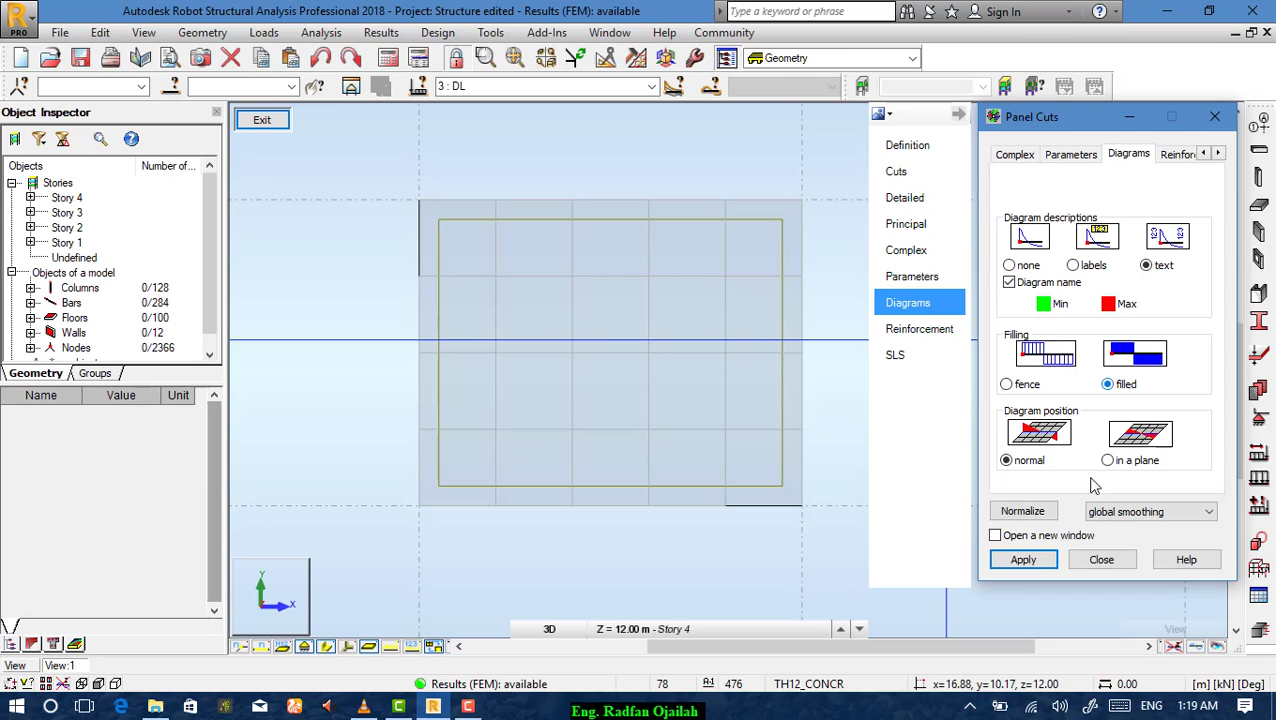 Autodesk Robot Structural Analysis Professional 2018 - Project: Structure edited - Results (FEM): available
Type a keyword or phrase
Sign In
PRO
File Edit View Geometry Loads Analysis Results Design Tools Add-Ins Window Help Community
Geometry
3 : DL
Object Inspector
Exit
Objects Number of...
Stories
Story 4
Story 3
Story 2
Story 1
Undefined
Objects of a model
Columns 0/128
Bars 0/284
Floors 0/100
Walls 0/12
Nodes 0/2366
Geometry Groups
Name Value Unit
Definition
Cuts
Detailed
Principal
Complex
Parameters
Diagrams
Reinforcement
SLS
Panel Cuts
Complex Parameters Diagrams Reinforc
Diagram descriptions
123
123 123
none labels text
Diagram name
Min Max
Filling
fence filled
Diagram position
normal in a plane
Normalize global smoothing
Open a new window
Apply Close Help
Y
X
3D Z = 12.00 m - Story 4
View
View View:1
Results (FEM): available 78 476 TH12_CONCR x=16.88, y=10.17, z=12.00 0.00 [m] [kN] [Deg]
Eng. Radfan Ojailah
ENG 1:19 AM